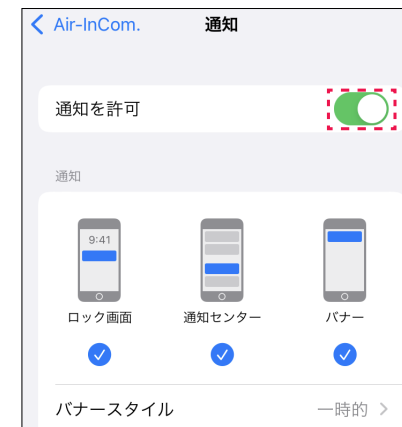 Air-InCom.
通知
通知を許可
通知
9:41
ロック画面
通知センター
バナー
バナースタイル
一時的